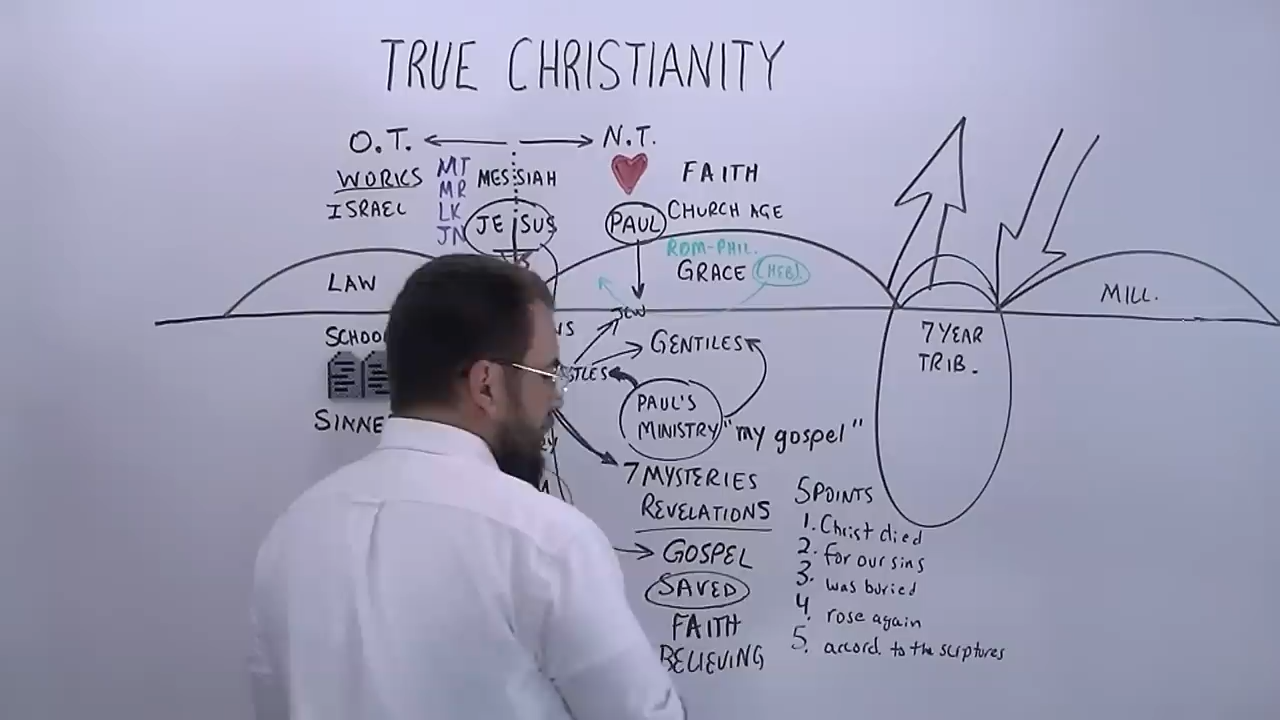 TRUE CHRISTIANITY
O.T.
N.T.
WORKS
ISRAEL
MT
MR
LK
JN
MESSIAH
JESUS
FAITH
PAUL
CHURCH AGE
ROM-PHIL.
GRACE
HEB.
LAW
JEW
MILL.
GENTILES
7 YEAR
TRIB.
PAUL'S
MINISTRY
"my gospel"
7 MYSTERIES
REVELATIONS
GOSPEL
SAVED
FAITH
BELIEVING
5 POINTS
1. Christ died
2. for our sins
3. was buried
4. rose again
5. accord. to the scriptures